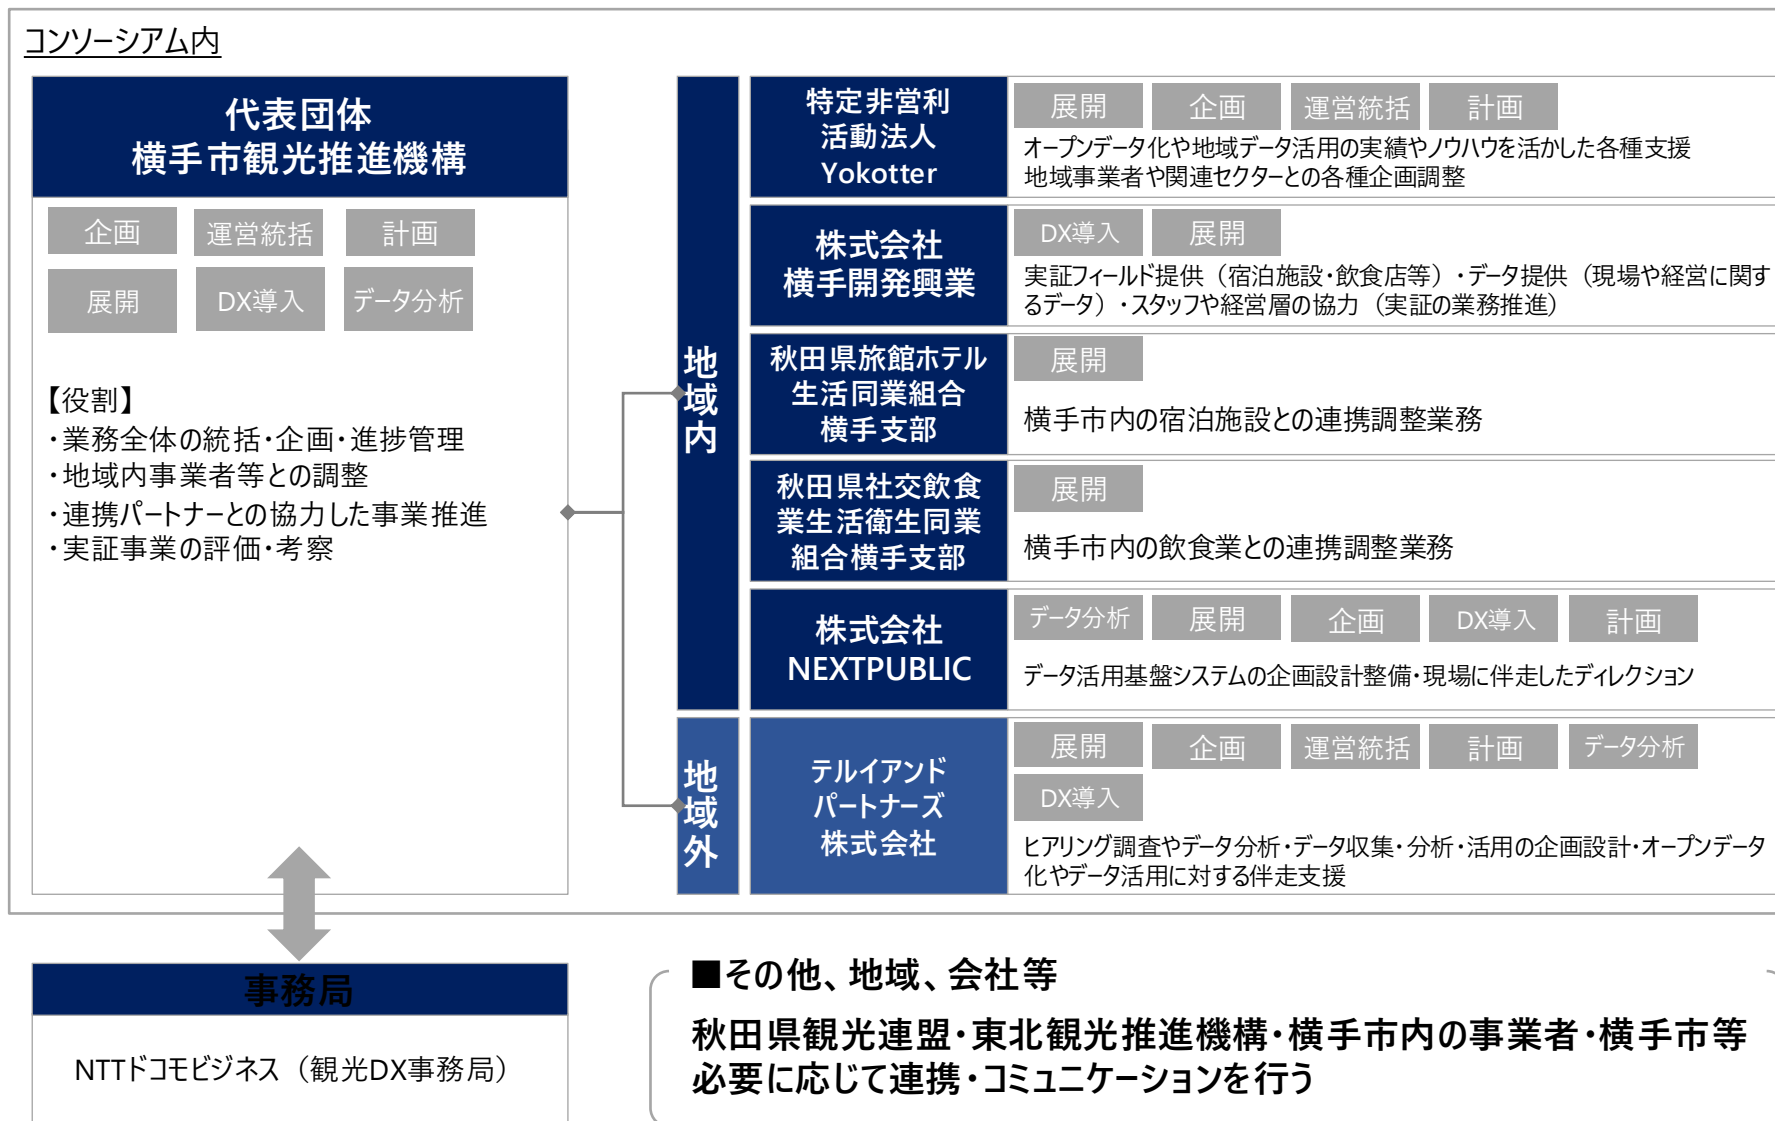 コンソーシアム内
代表団体
横手市観光推進機構
企画 運営統括 計画
展開 DX導入 データ分析
【役割】
・業務全体の統括・企画・進捗管理
・地域内事業者等との調整
・連携パートナーとの協力した事業推進
・実証事業の評価・考察
地域内
特定非営利
活動法人
Yokotter
展開 企画 運営統括 計画
オープンデータ化や地域データ活用の実績やノウハウを活かした各種支援
地域事業者や関連セクターとの各種企画調整
株式会社
横手開発興業
DX導入 展開
実証フィールド提供（宿泊施設・飲食店等）・データ提供（現場や経営に関す
るデータ）・スタッフや経営層の協力（実証の業務推進）
秋田県旅館ホテル
生活同業組合
横手支部
展開
横手市内の宿泊施設との連携調整業務
秋田県社交飲食
業生活衛生同業
組合横手支部
展開
横手市内の飲食業との連携調整業務
株式会社
NEXTPUBLIC
データ分析 展開 企画 DX導入 計画
データ活用基盤システムの企画設計整備・現場に伴走したディレクション
地域外
テルイアンド
パートナーズ
株式会社
展開 企画 運営統括 計画 データ分析
DX導入
ヒアリング調査やデータ分析・データ収集・分析・活用の企画設計・オープンデータ
化やデータ活用に対する伴走支援
事務局
NTTドコモビジネス（観光DX事務局）
■その他、地域、会社等
秋田県観光連盟・東北観光推進機構・横手市内の事業者・横手市等
必要に応じて連携・コミュニケーションを行う